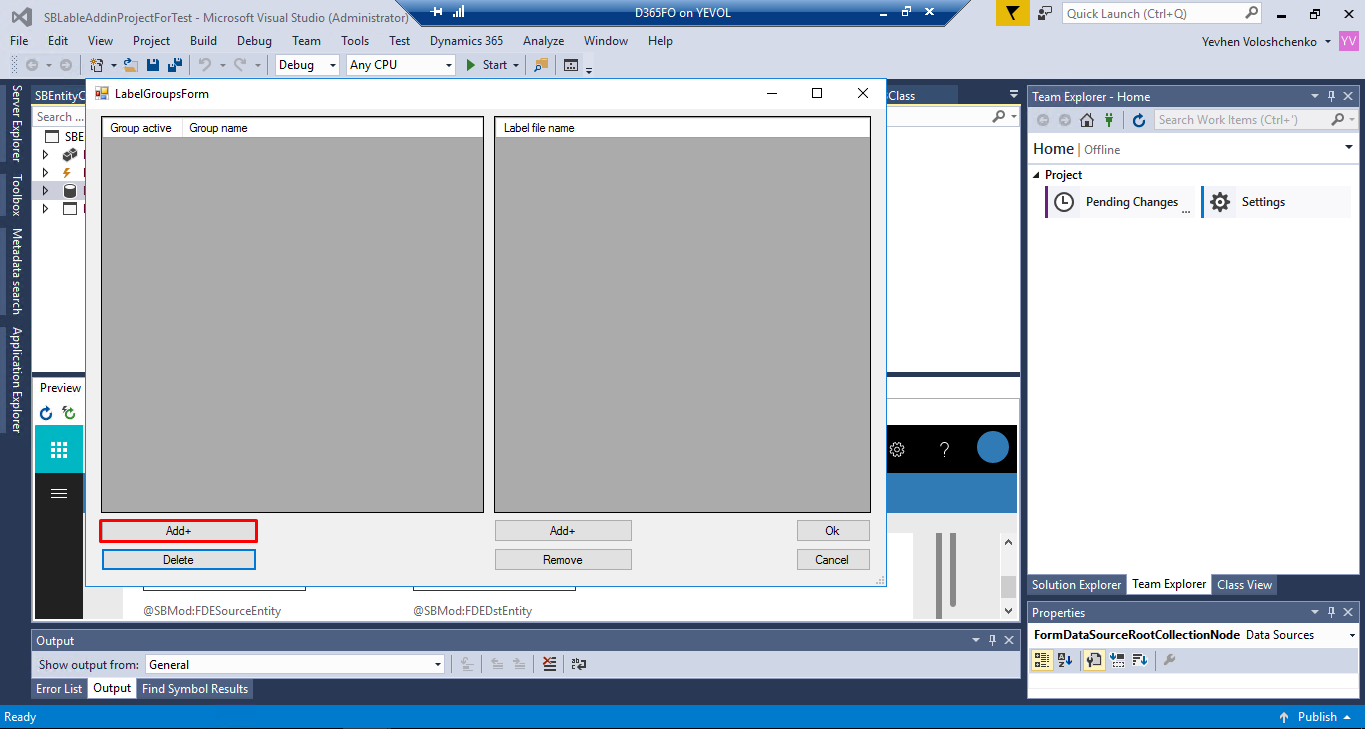 SBLableAddinProjectForTest - Microsoft Visual Studio (Administrator)
D365FO on YEVOL
Quick Launch (Ctrl+Q)
File Edit View Project Build Debug Team Tools Test Dynamics 365 Analyze Window Help
Yevhen Voloshchenko YV
Debug Any CPU Start
Server Explorer
Toolbox
Metadata search
Application Explorer
Search ...
SBE
LabelGroupsForm
Group active Group name
Label file name
Add+
Delete
Add+
Remove
Ok
Cancel
Class
Preview
?
@SBMod:FDESourceEntity @SBMod:FDEDstEntity
Output
Show output from: General
Error List Output Find Symbol Results
Team Explorer - Home
Search Work Items (Ctrl+')
Home | Offline
Project
Pending Changes ...
Settings
Solution Explorer Team Explorer Class View
Properties
FormDataSourceRootCollectionNode Data Sources
Ready
Publish